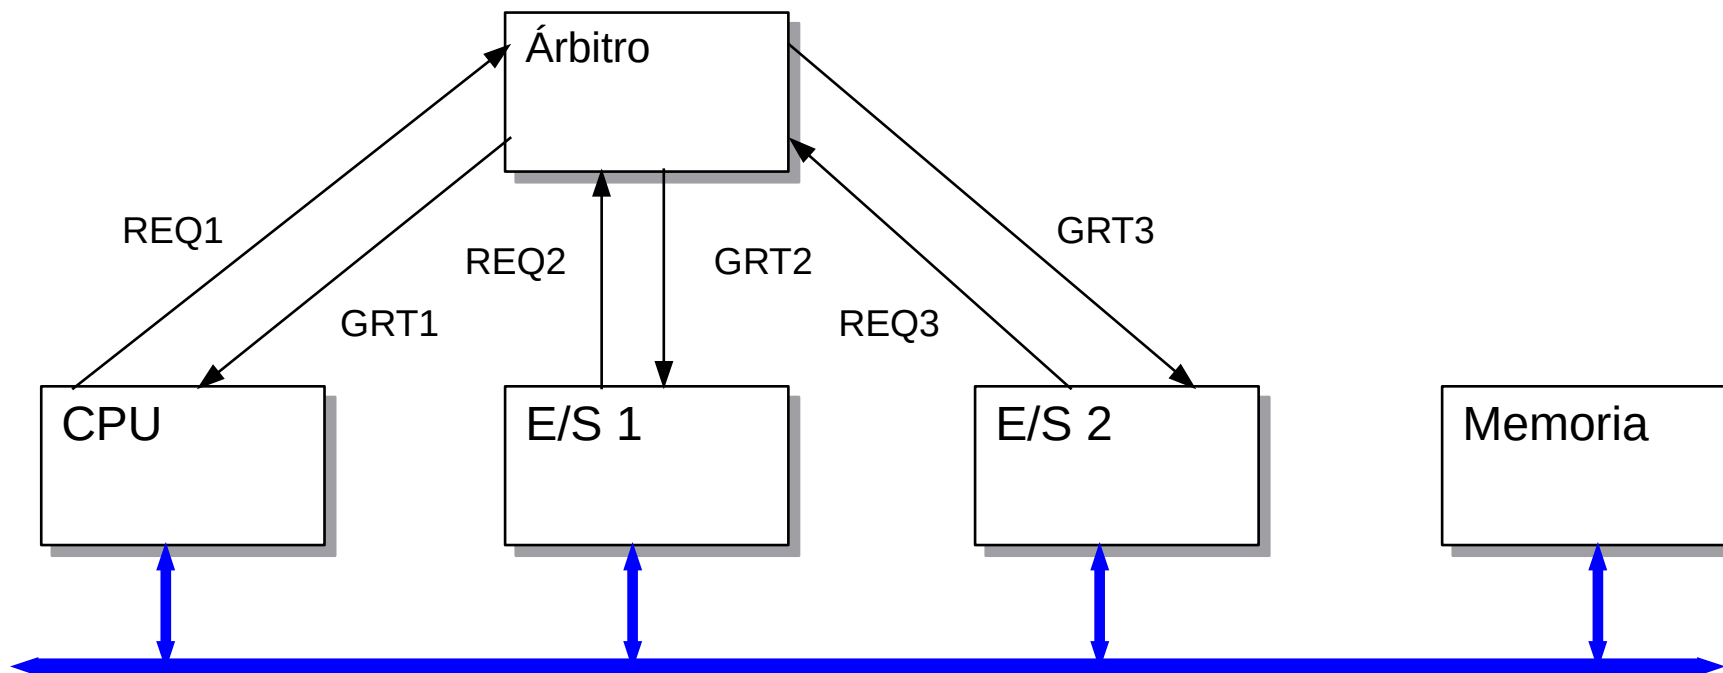 Árbitro
REQ1
GRT3
REQ2
GRT2
GRT1
REQ3
CPU
E/S 1
E/S 2
Memoria